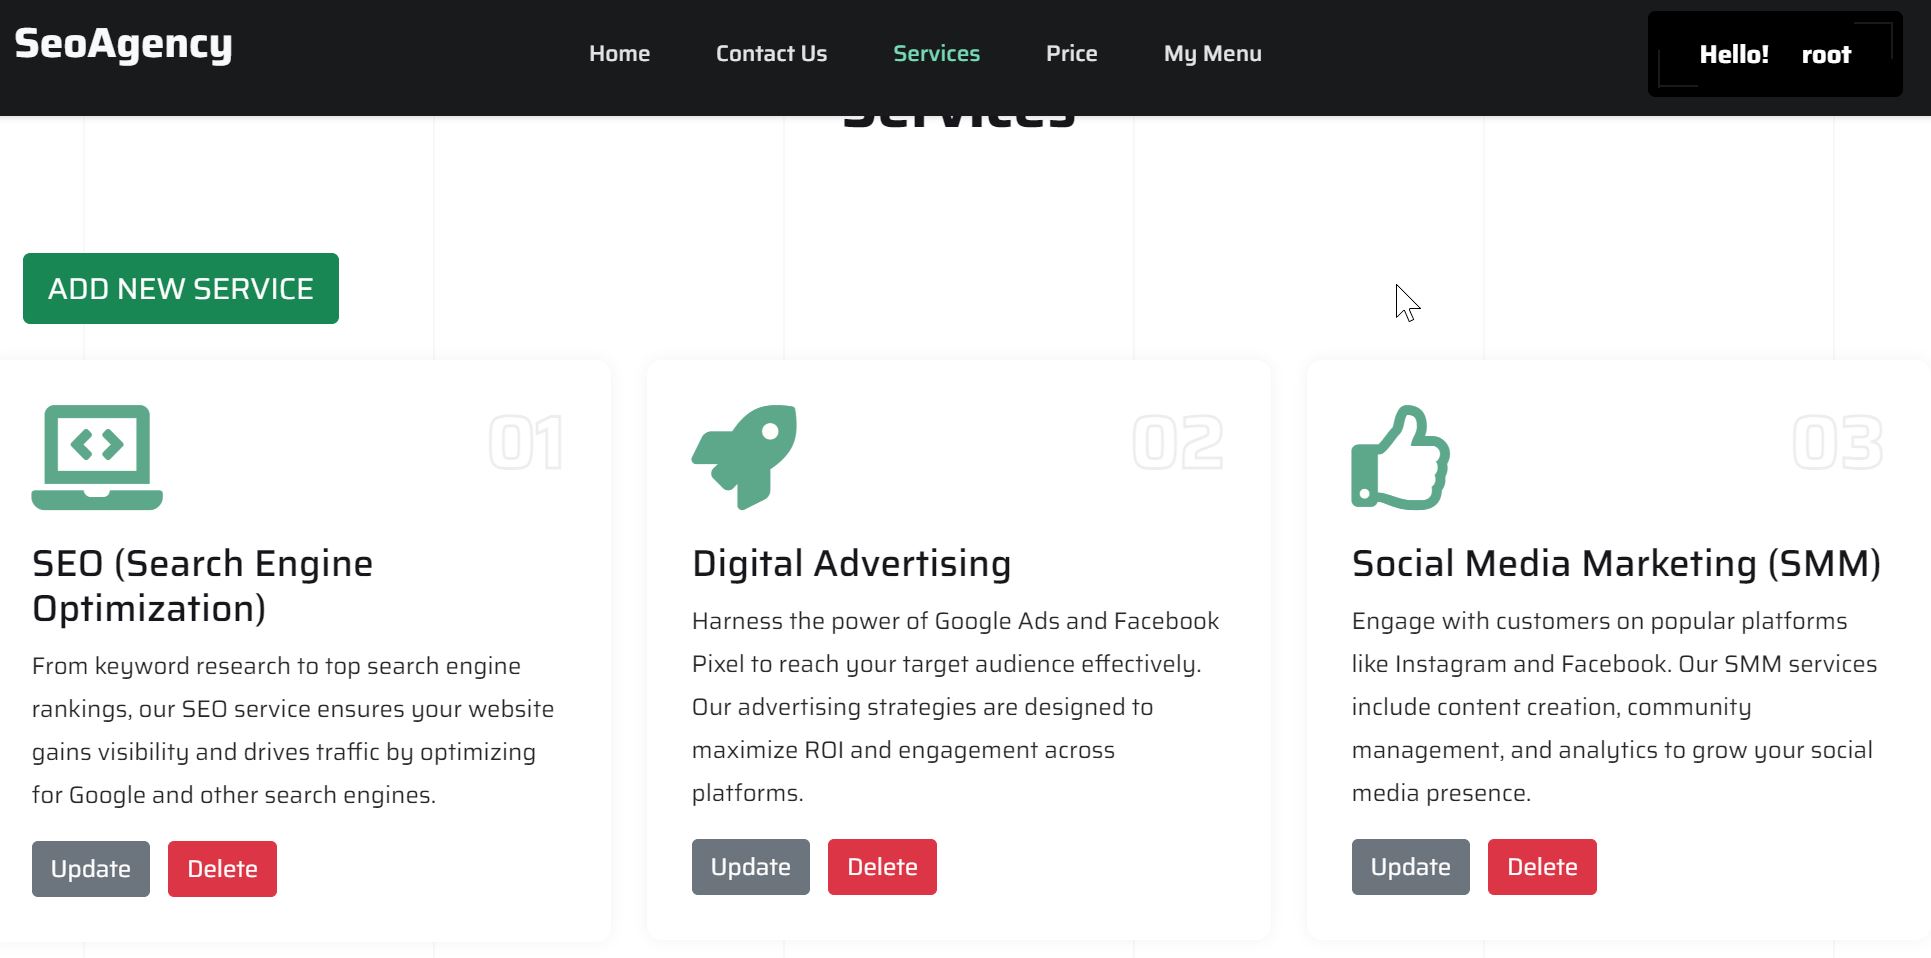 SeoAgency
Home Contact Us Services Price My Menu
Hello! root
Services
ADD NEW SERVICE
01
SEO (Search Engine
Optimization)
From keyword research to top search engine
rankings, our SEO service ensures your website
gains visibility and drives traffic by optimizing
for Google and other search engines.
Update Delete
02
Digital Advertising
Harness the power of Google Ads and Facebook
Pixel to reach your target audience effectively.
Our advertising strategies are designed to
maximize ROI and engagement across
platforms.
Update Delete
03
Social Media Marketing (SMM)
Engage with customers on popular platforms
like Instagram and Facebook. Our SMM services
include content creation, community
management, and analytics to grow your social
media presence.
Update Delete